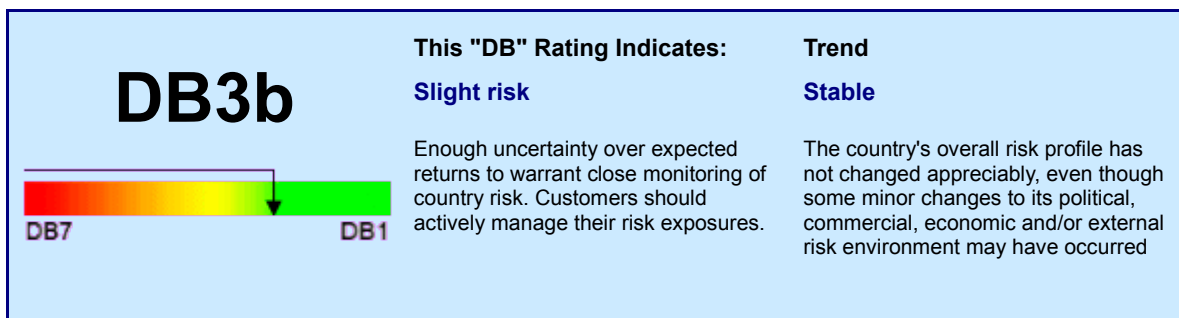 DB3b
DB7
DB1
This "DB" Rating Indicates:
Slight risk
Enough uncertainty over expected
returns to warrant close monitoring of
country risk. Customers should
actively manage their risk exposures.
Trend
Stable
The country's overall risk profile has
not changed appreciably, even though
some minor changes to its political,
commercial, economic and/or external
risk environment may have occurred